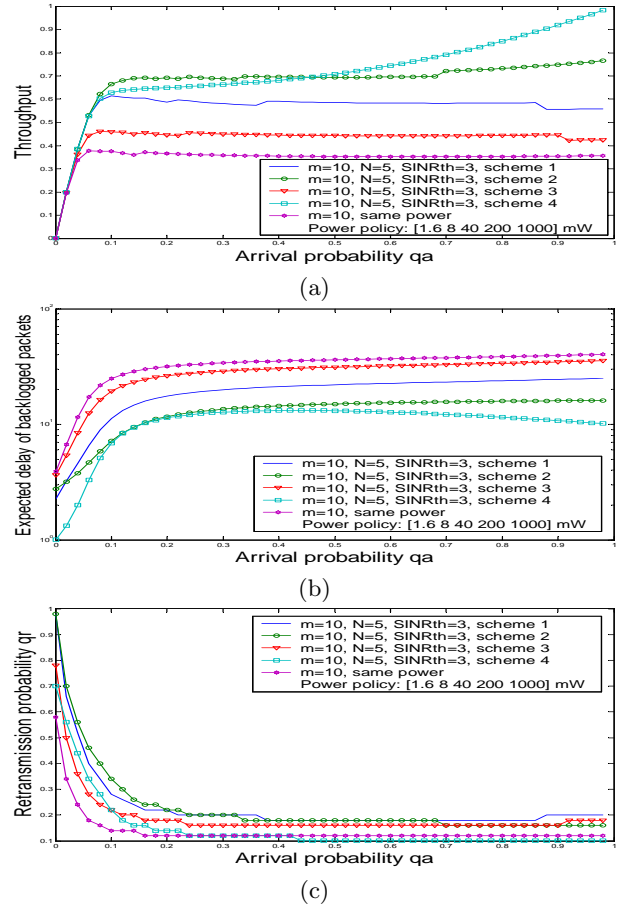 1
0.9
0.8
0.7
0.6
0.5
0.4
0.3
0.2
0.1
0
Throughput
m=10, N=5, SINRth=3, scheme 1
m=10, N=5, SINRth=3, scheme 2
m=10, N=5, SINRth=3, scheme 3
m=10, N=5, SINRth=3, scheme 4
m=10, same power
Power policy: [1.6 8 40 200 1000] mW
0 0.1 0.2 0.3 0.4 0.5 0.6 0.7 0.8 0.9 1
Arrival probability qa
(a)
10^2
10^1
10^0
Expected delay of backlogged packets
m=10, N=5, SINRth=3, scheme 1
m=10, N=5, SINRth=3, scheme 2
m=10, N=5, SINRth=3, scheme 3
m=10, N=5, SINRth=3, scheme 4
m=10, same power
Power policy: [1.6 8 40 200 1000] mW
0 0.1 0.2 0.3 0.4 0.5 0.6 0.7 0.8 0.9 1
Arrival probability qa
(b)
1
0.9
0.8
0.7
0.6
0.5
0.4
0.3
0.2
0.1
Retransmission probability qr
m=10, N=5, SINRth=3, scheme 1
m=10, N=5, SINRth=3, scheme 2
m=10, N=5, SINRth=3, scheme 3
m=10, N=5, SINRth=3, scheme 4
m=10, same power
Power policy: [1.6 8 40 200 1000] mW
0 0.1 0.2 0.3 0.4 0.5 0.6 0.7 0.8 0.9 1
Arrival probability qa
(c)